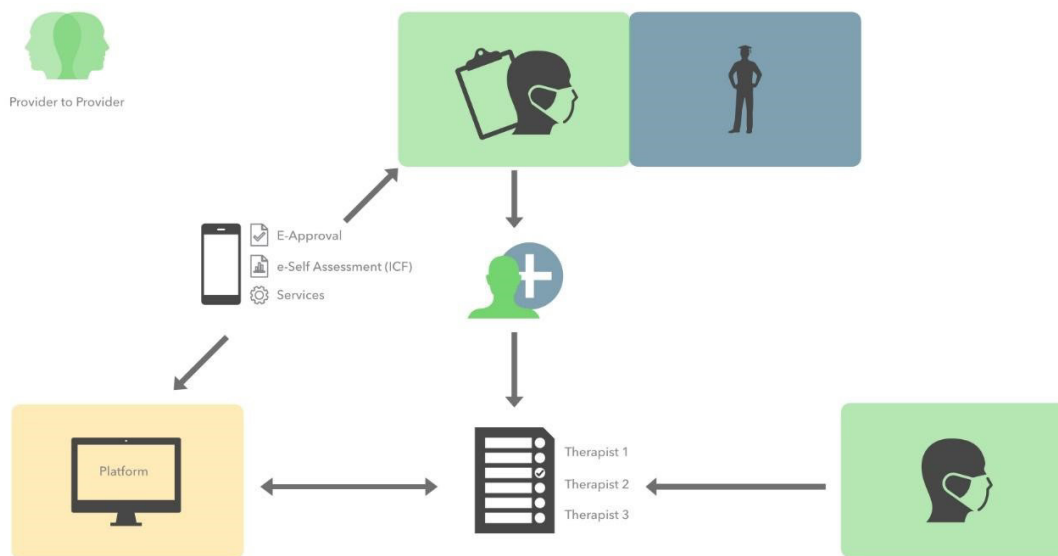 Provider to Provider
E-Approval
e-Self Assessment (ICF)
Services
Platform
Therapist 1
Therapist 2
Therapist 3